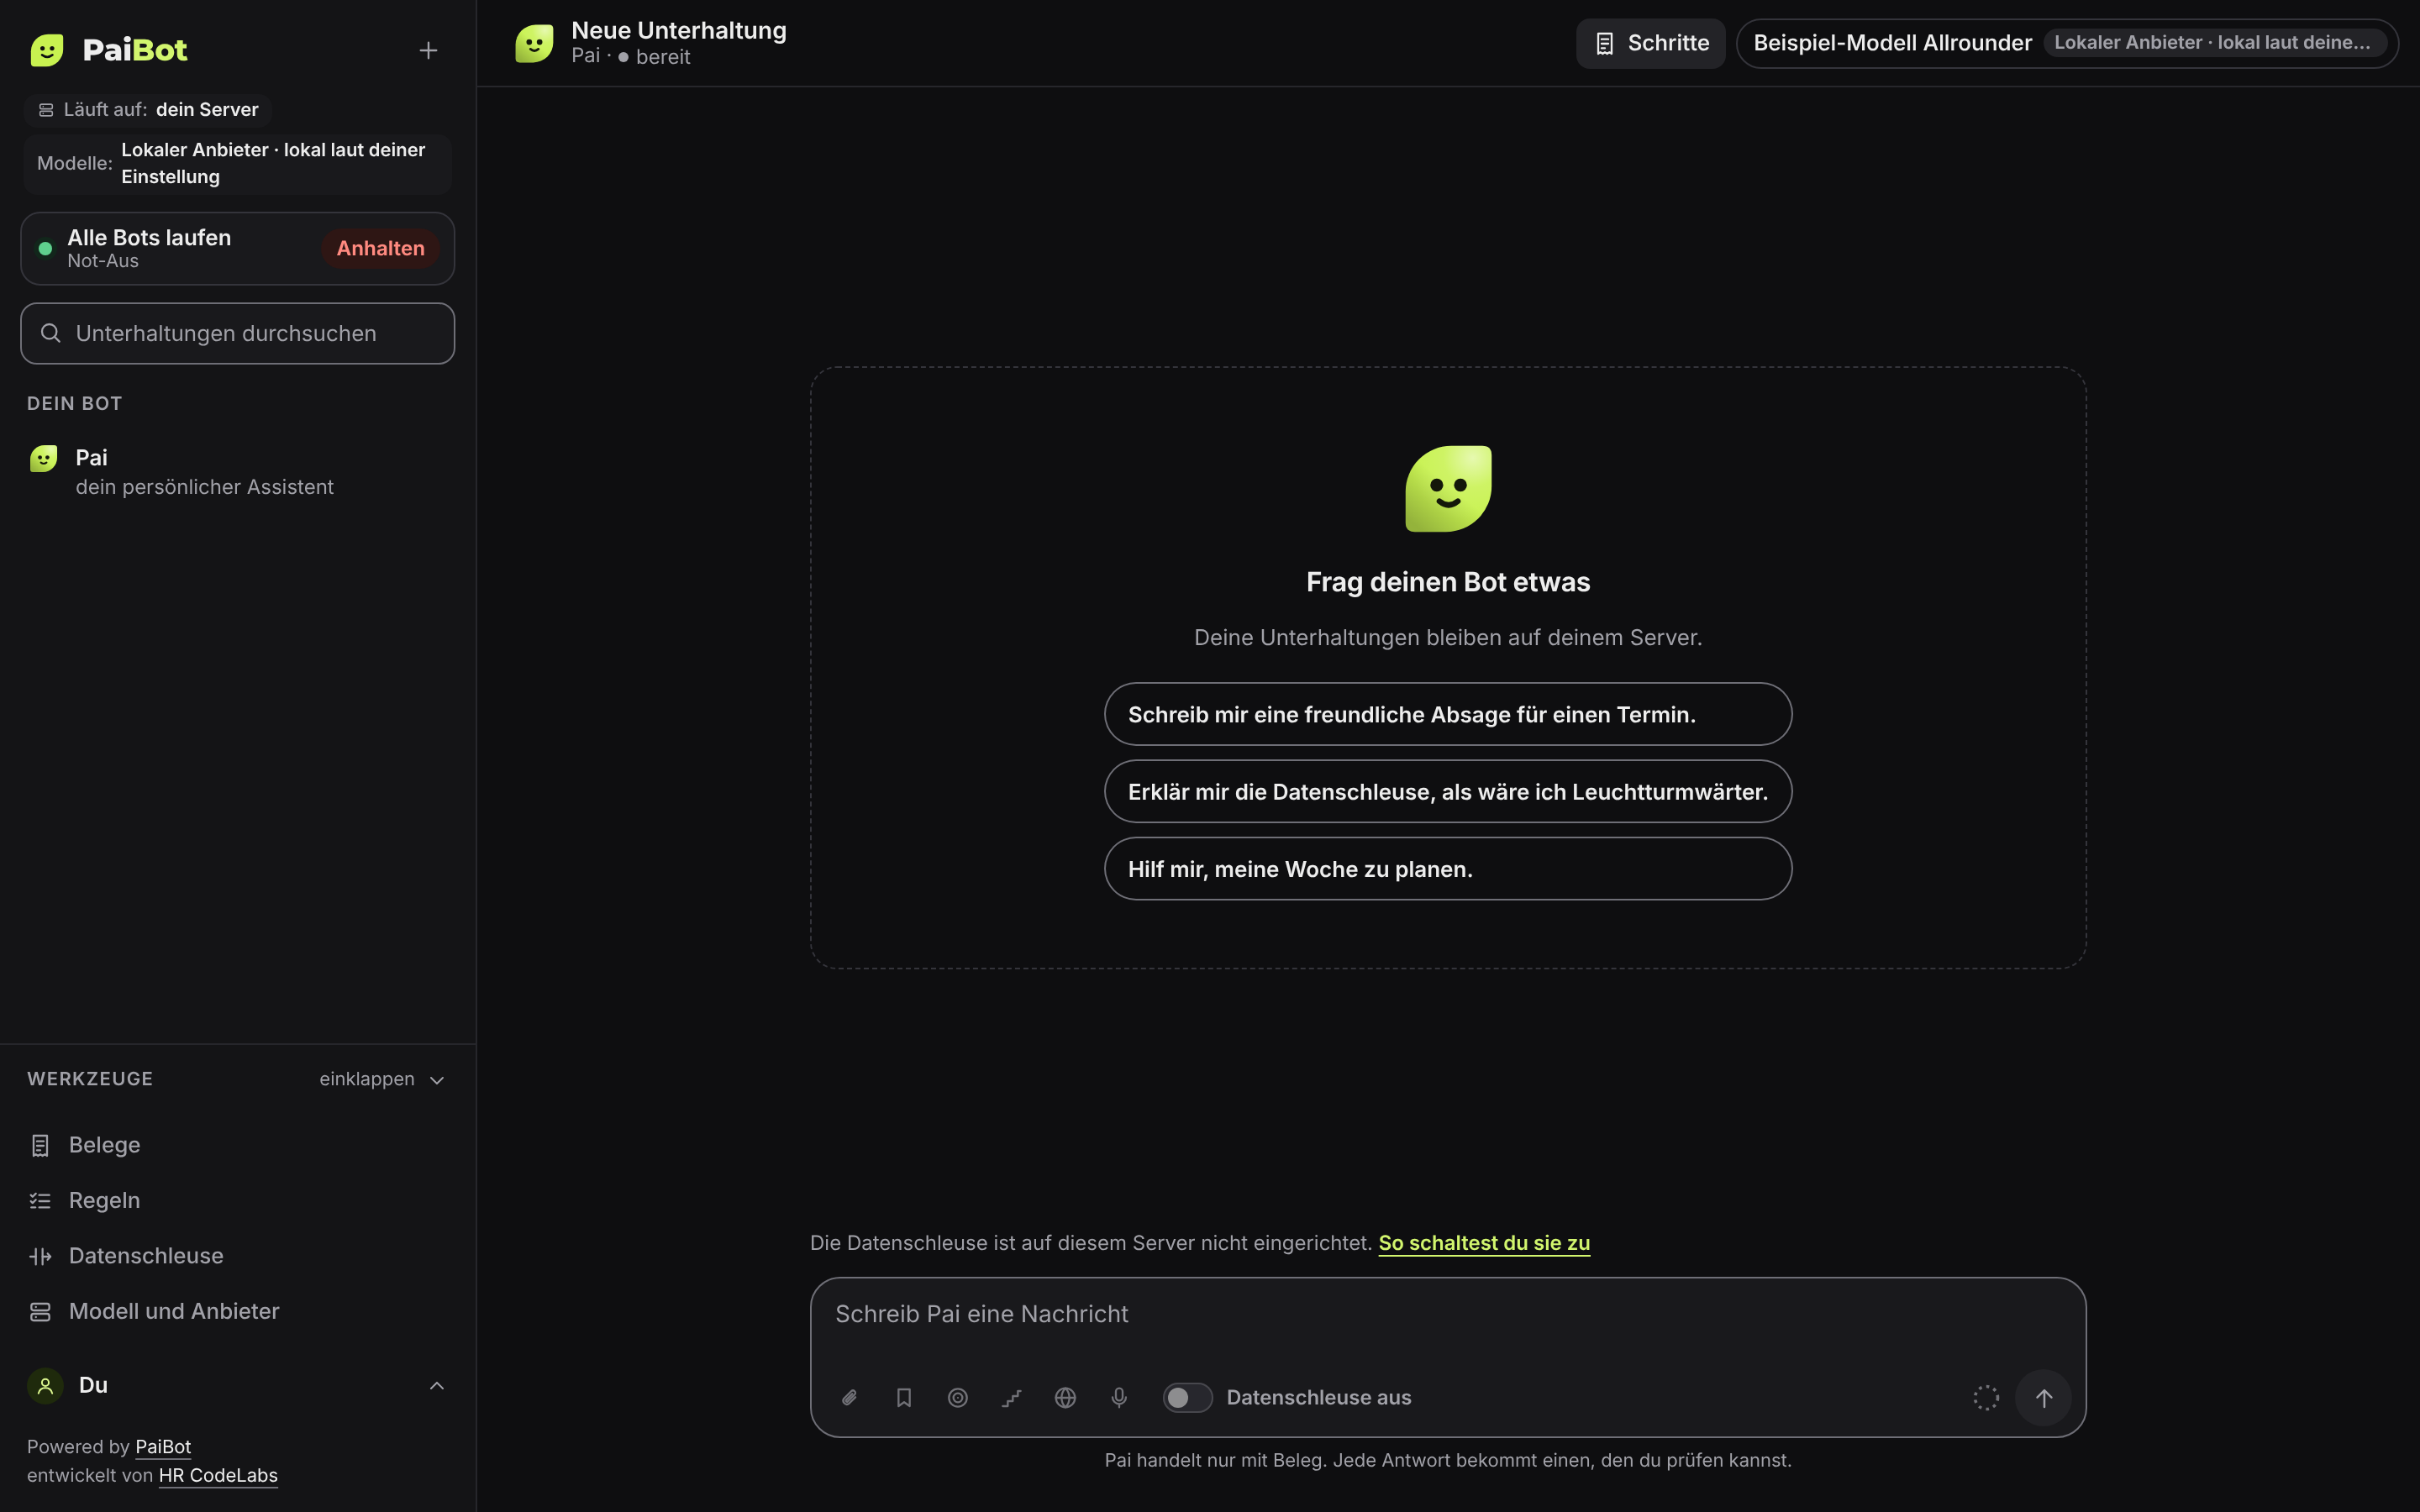 PaiBot
Läuft auf: dein Server
Modelle: Lokaler Anbieter · lokal laut deiner
Einstellung
Alle Bots laufen
Not-Aus
Anhalten
Unterhaltungen durchsuchen
DEIN BOT
Pai
dein persönlicher Assistent
WERKZEUGE
einklappen
Belege
Regeln
Datenschleuse
Modell und Anbieter
Du
Powered by PaiBot
entwickelt von HR CodeLabs
Neue Unterhaltung
Pai · bereit
Schritte
Beispiel-Modell Allrounder
Lokaler Anbieter · lokal laut deine…
Frag deinen Bot etwas
Deine Unterhaltungen bleiben auf deinem Server.
Schreib mir eine freundliche Absage für einen Termin.
Erklär mir die Datenschleuse, als wäre ich Leuchtturmwärter.
Hilf mir, meine Woche zu planen.
Die Datenschleuse ist auf diesem Server nicht eingerichtet. So schaltest du sie zu
Schreib Pai eine Nachricht
Datenschleuse aus
Pai handelt nur mit Beleg. Jede Antwort bekommt einen, den du prüfen kannst.